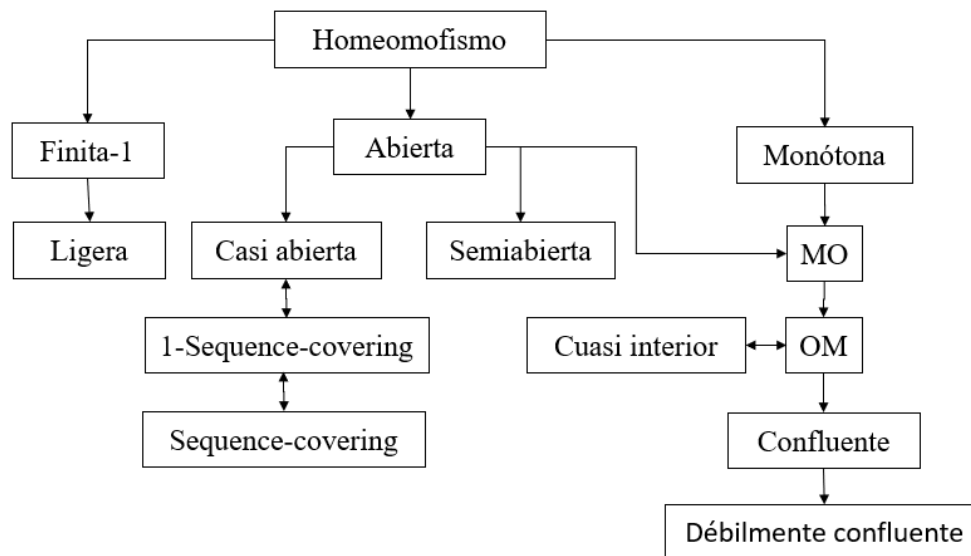 Homeomofismo
Finita-1
Abierta
Monótona
Ligera
Casi abierta
Semiabierta
MO
1-Sequence-covering
Cuasi interior
OM
Sequence-covering
Confluente
Débilmente confluente